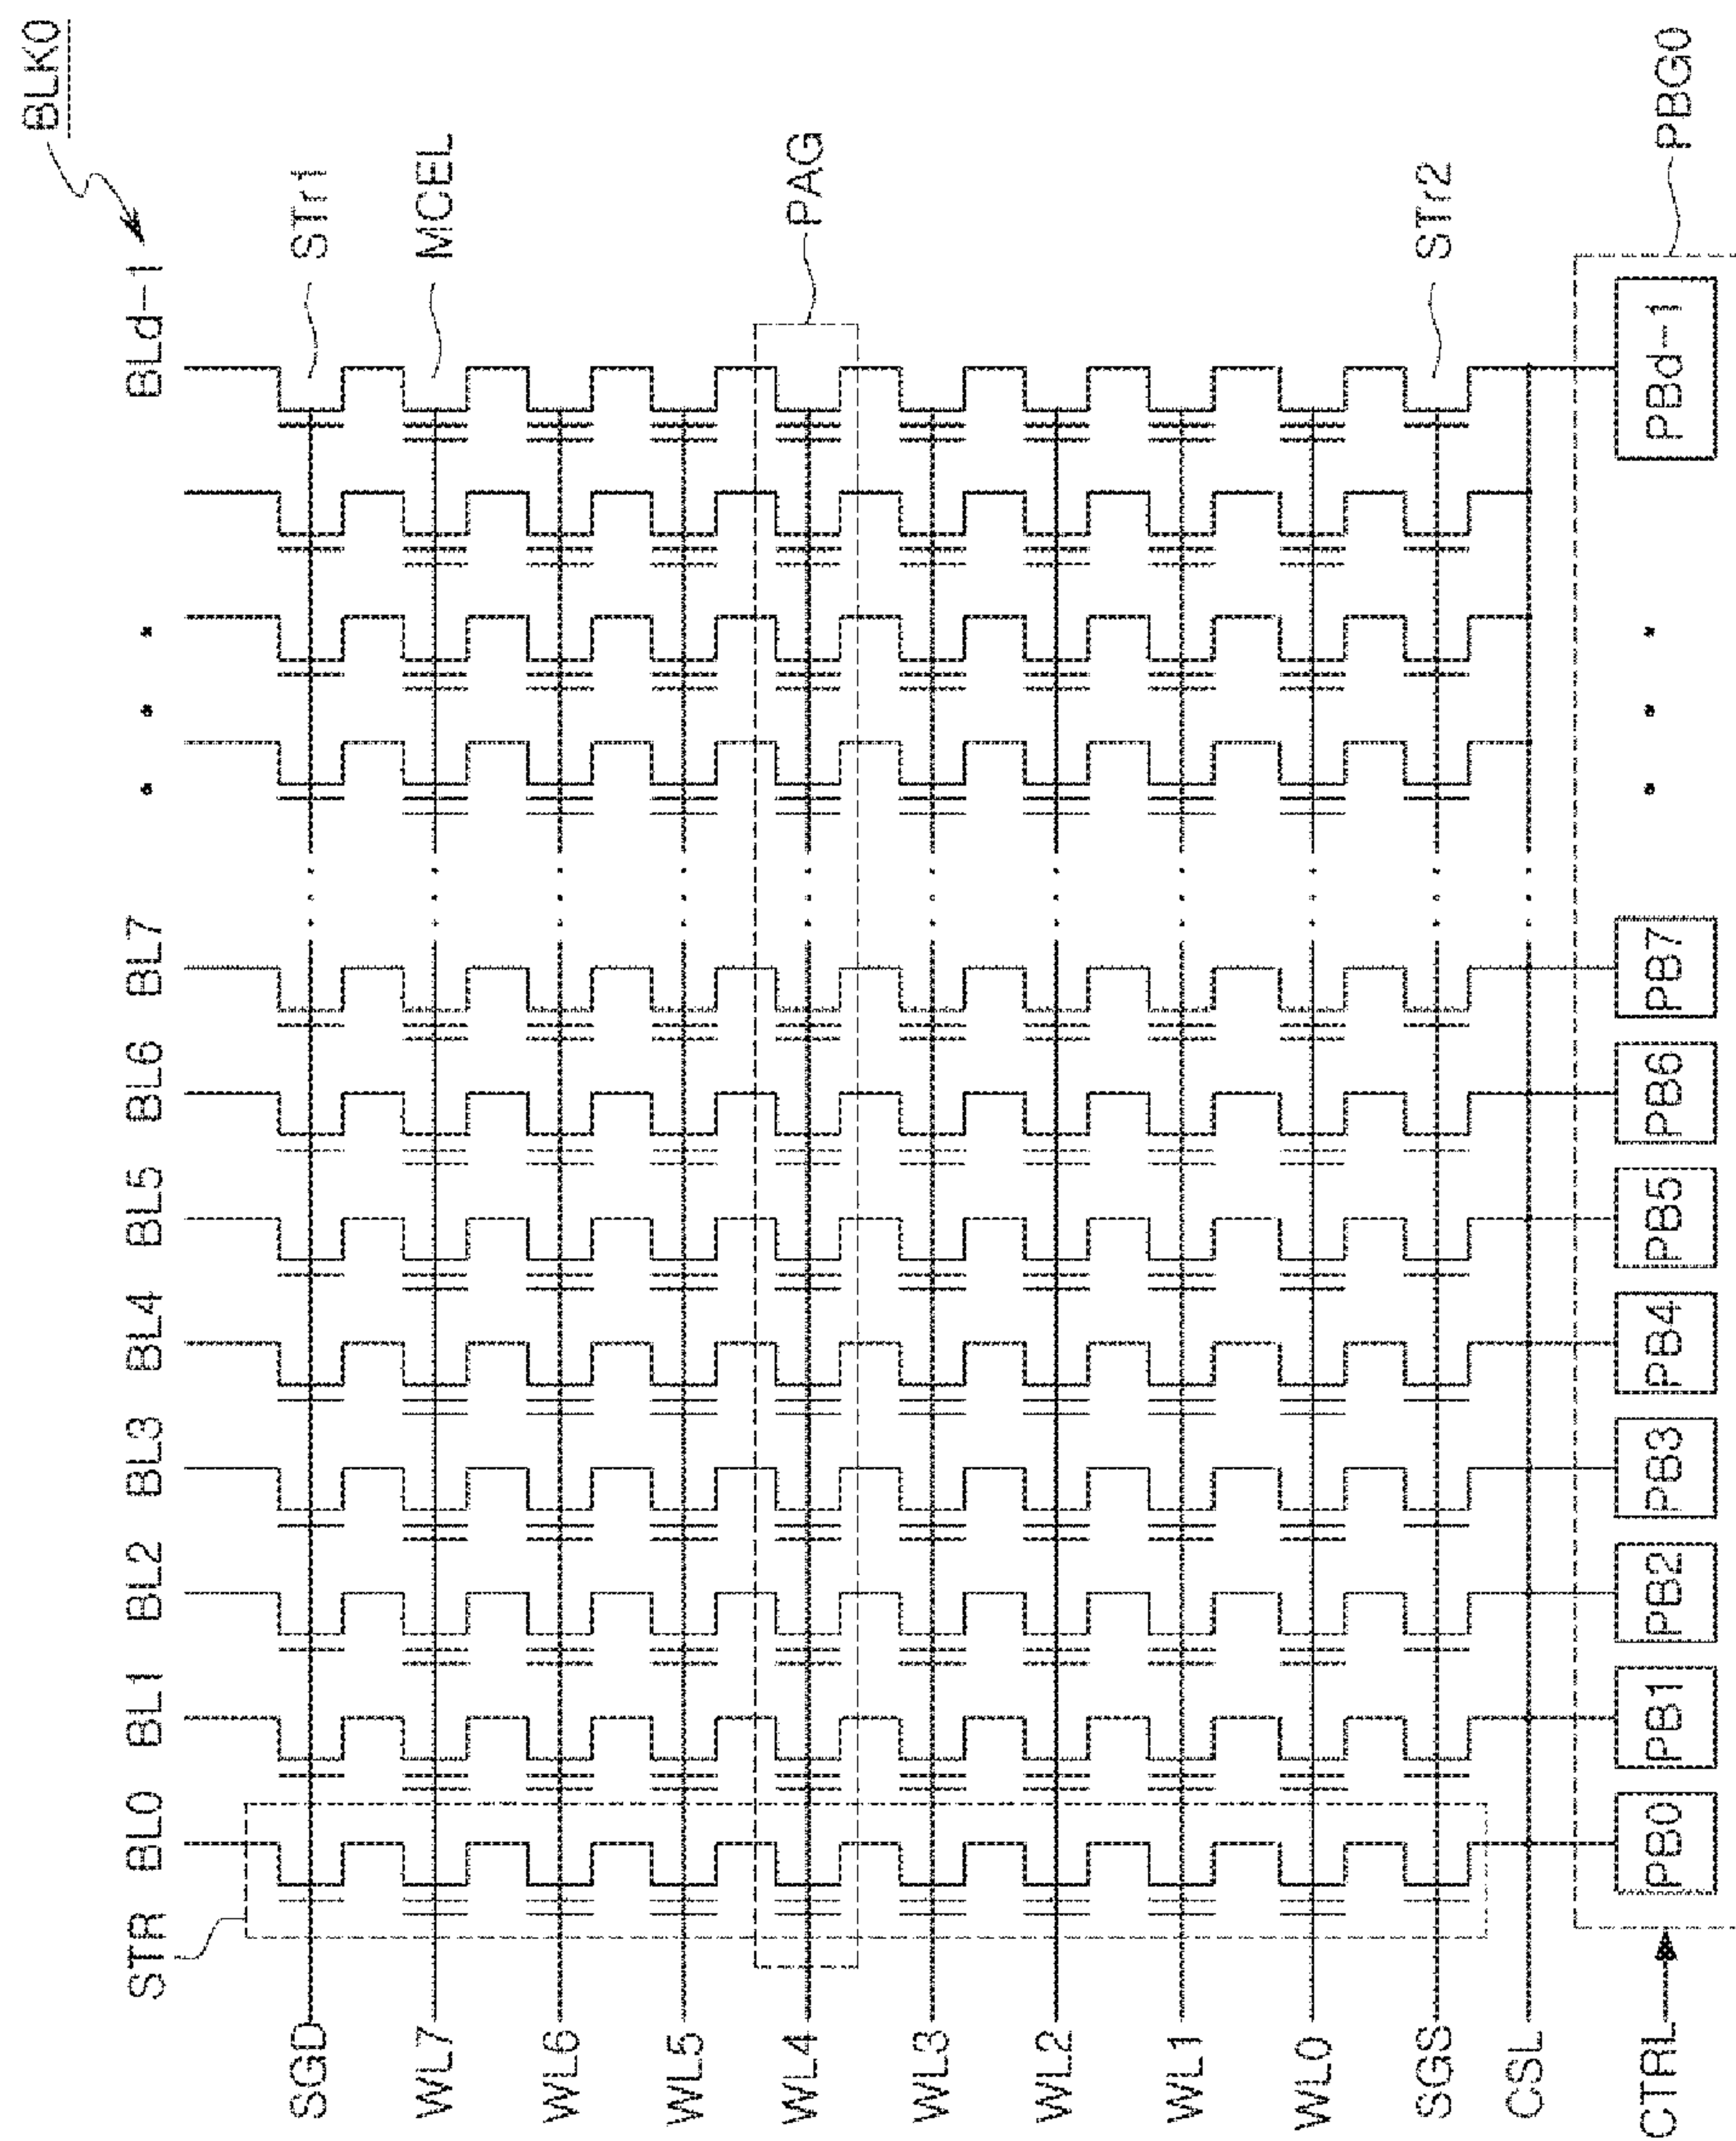 BLK0
STR BL0 BL1 BL2 BL3 BL4 BL5 BL6 BL7 BLd-1
SGD STr1
WL7 MCEL
WL6
WL5
WL4 PAG
WL3
WL2
WL1
WL0
SGS STr2
CSL
CTRL PB0 PB1 PB2 PB3 PB4 PB5 PB6 PB7 PBd-1 PBG0